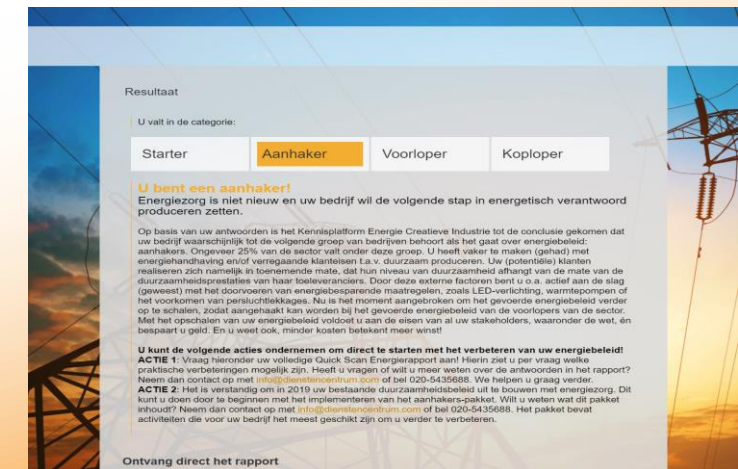 Resultaat
U valt in de categorie:
Starter Aanhaker Voorloper Koploper
U bent een aanhaker!
Energiezorg is niet nieuw en uw bedrijf wil de volgende stap in energetisch verantwoord
produceren zetten.
Op basis van uw antwoorden is het Kennisplatform Energie Creatieve Industrie tot de conclusie gekomen dat
uw bedrijf waarschijnlijk tot de volgende groep van bedrijven behoort als het gaat over energiebeleid:
aanhakers. Ongeveer 25% van de sector valt onder deze groep. U heeft vaker te maken (gehad) met
energiehandhaving en/of verregaande klanteisen t.a.v. duurzaam produceren. Uw (potentiële) klanten
realiseren zich namelijk in toenemende mate, dat hun niveau van duurzaamheid afhangt van de mate van de
duurzaamheidsprestaties van haar toeleveranciers. Door deze externe factoren bent u o.a. actief aan de slag
(geweest) met het doorvoeren van energiebesparende maatregelen, zoals LED-verlichting, warmtepompen of
het voorkomen van persluchtlekkages. Nu is het moment aangebroken om het gevoerde energiebeleid verder
op te schalen, zodat aangehaakt kan worden bij het gevoerde energiebeleid van de voorlopers van de sector.
Met het opschalen van uw energiebeleid voldoet u aan de eisen van al uw stakeholders, waaronder de wet, én
bespaart u geld. En u weet ook, minder kosten betekent meer winst!
U kunt de volgende acties ondernemen om direct te starten met het verbeteren van uw energiebeleid!
ACTIE 1: Vraag hieronder uw volledige Quick Scan Energierapport aan! Hierin ziet u per vraag welke
praktische verbeteringen mogelijk zijn. Heeft u vragen of wilt u meer weten over de antwoorden in het rapport?
Neem dan contact op met info@dienstencentrum.com of bel 020-5435688. We helpen u graag verder.
ACTIE 2: Het is verstandig om in 2019 uw bestaande duurzaamheidsbeleid uit te bouwen met energiezorg. Dit
kunt u doen door te beginnen met het implementeren van het aanhakers-pakket. Wilt u weten wat dit pakket
inhoudt? Neem dan contact op met info@dienstencentrum.com of bel 020-5435688. Het pakket bevat
activiteiten die voor uw bedrijf het meest geschikt zijn om u verder te verbeteren.
Ontvang direct het rapport